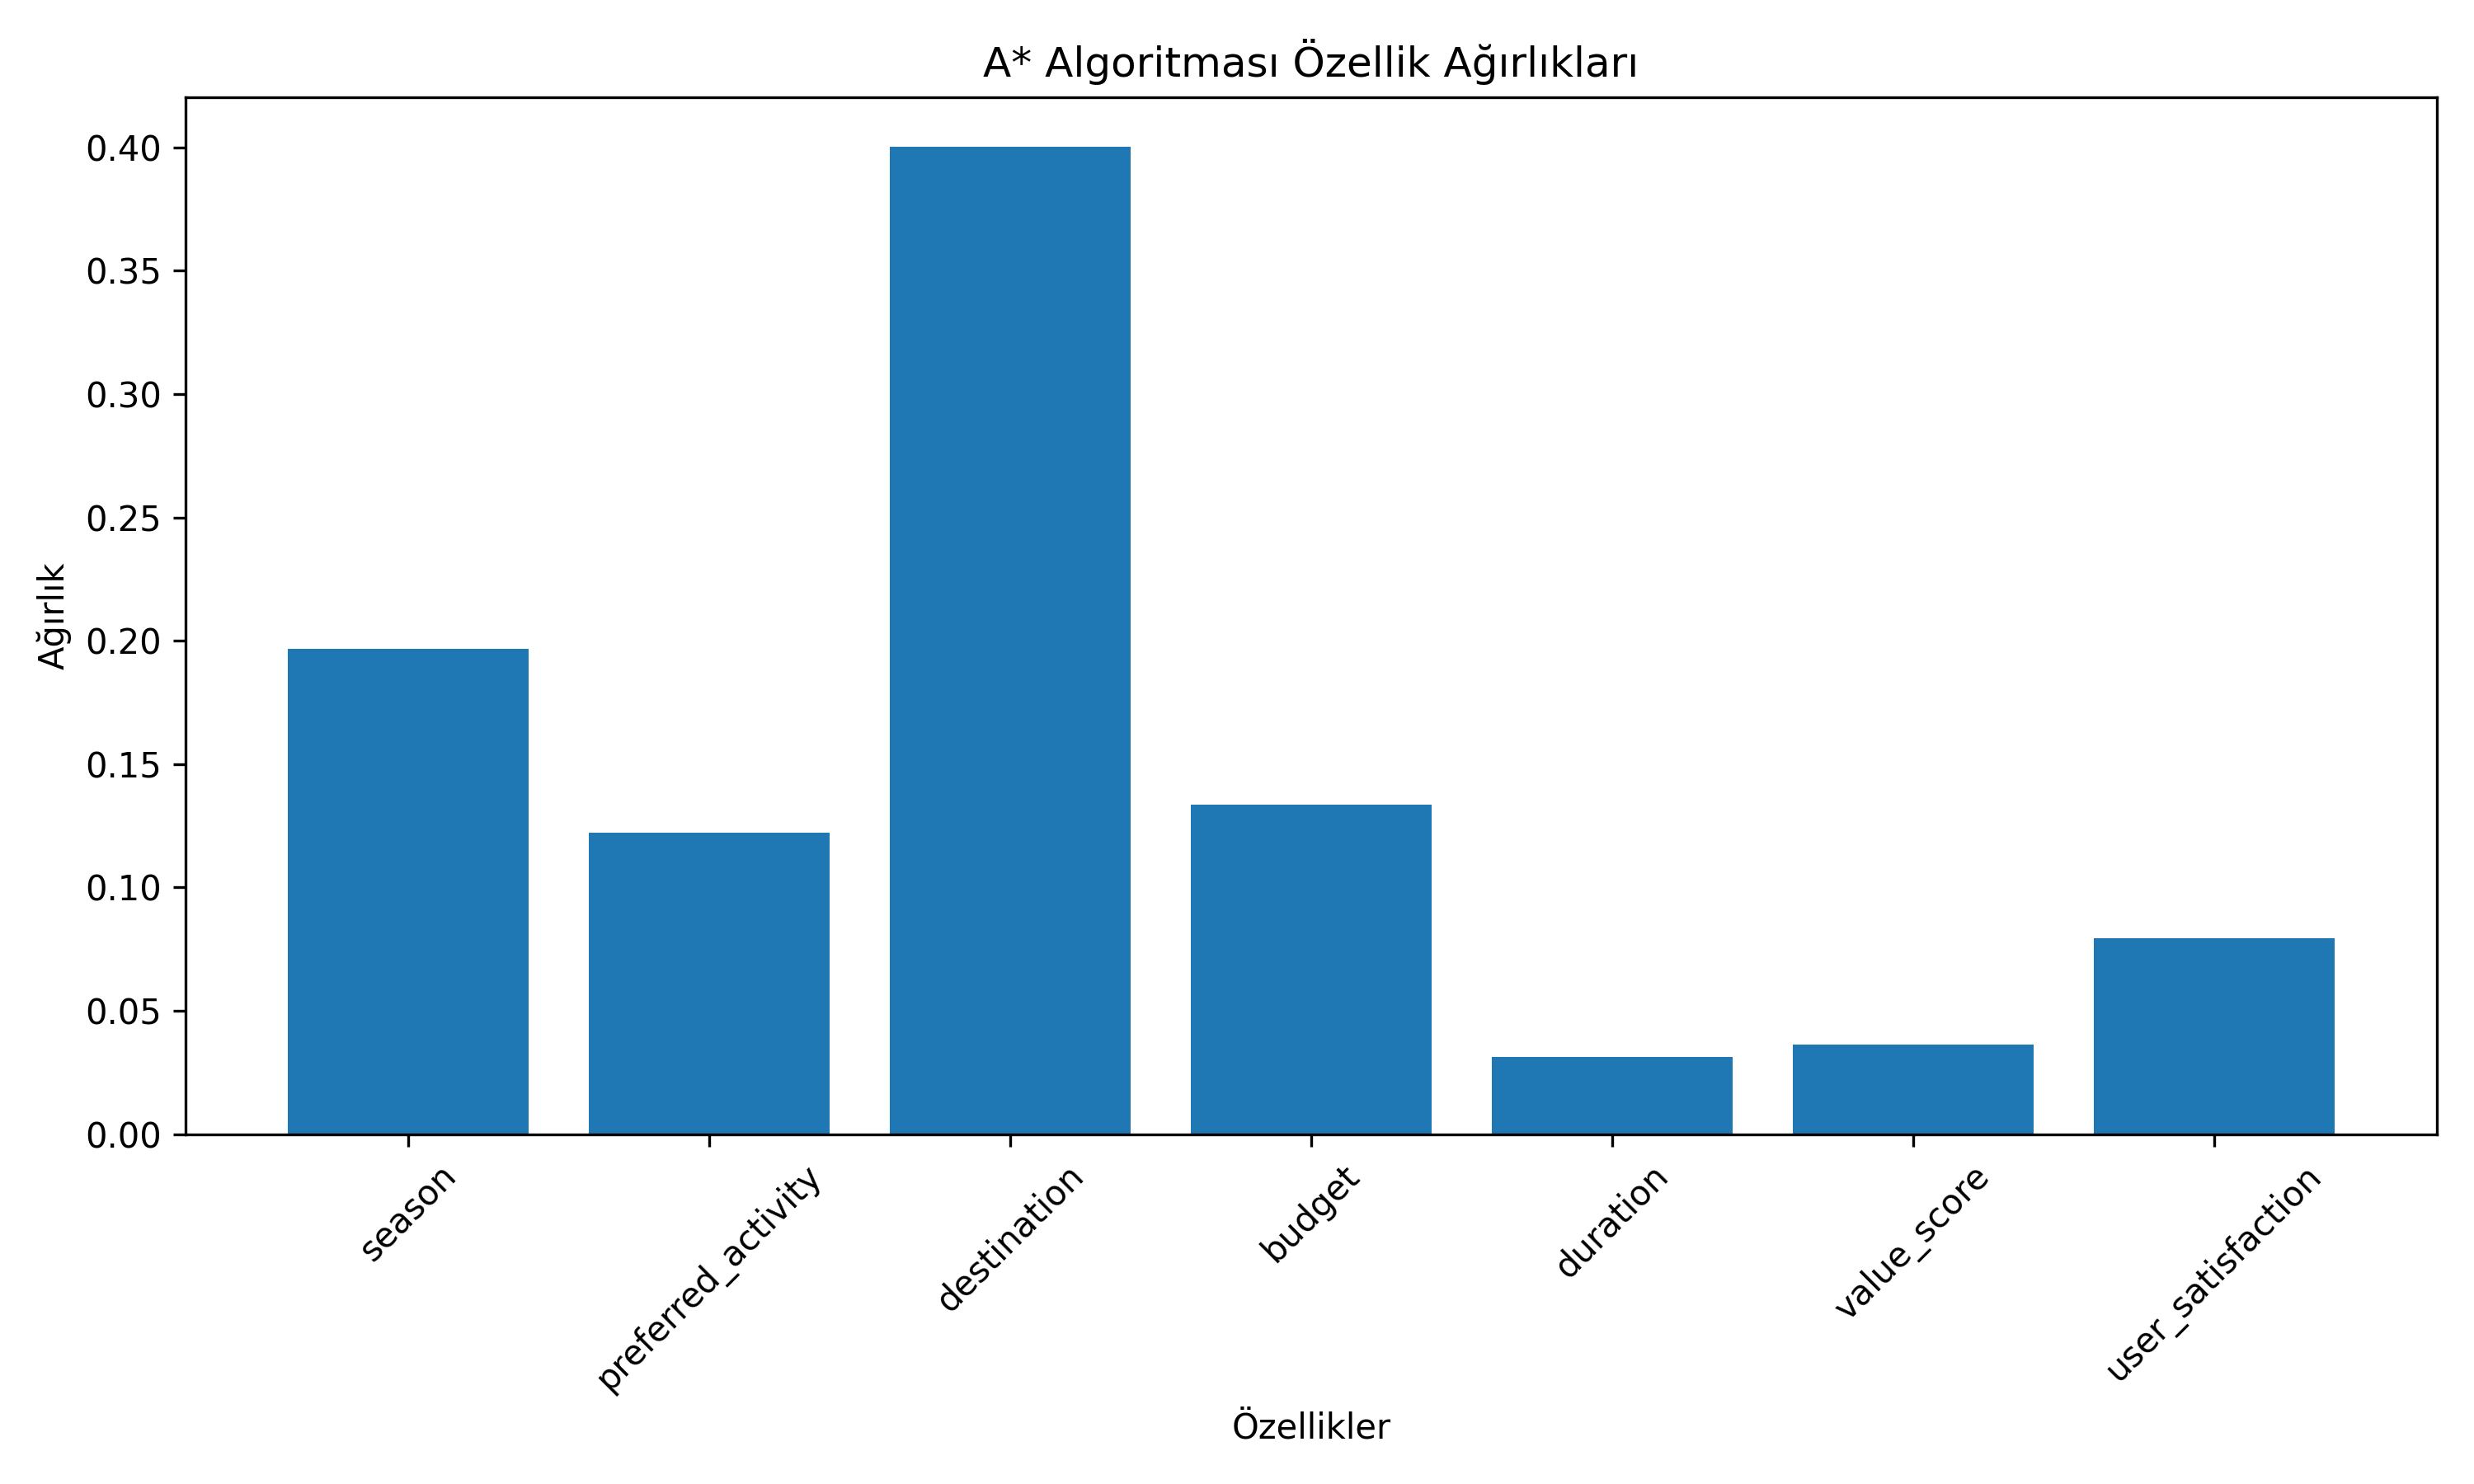 A* Algoritması Özellik Ağırlıkları
Ağırlık
0.40
0.35
0.30
0.25
0.20
0.15
0.10
0.05
0.00
season
preferred_activity
destination
budget
duration
value_score
user_satisfaction
Özellikler